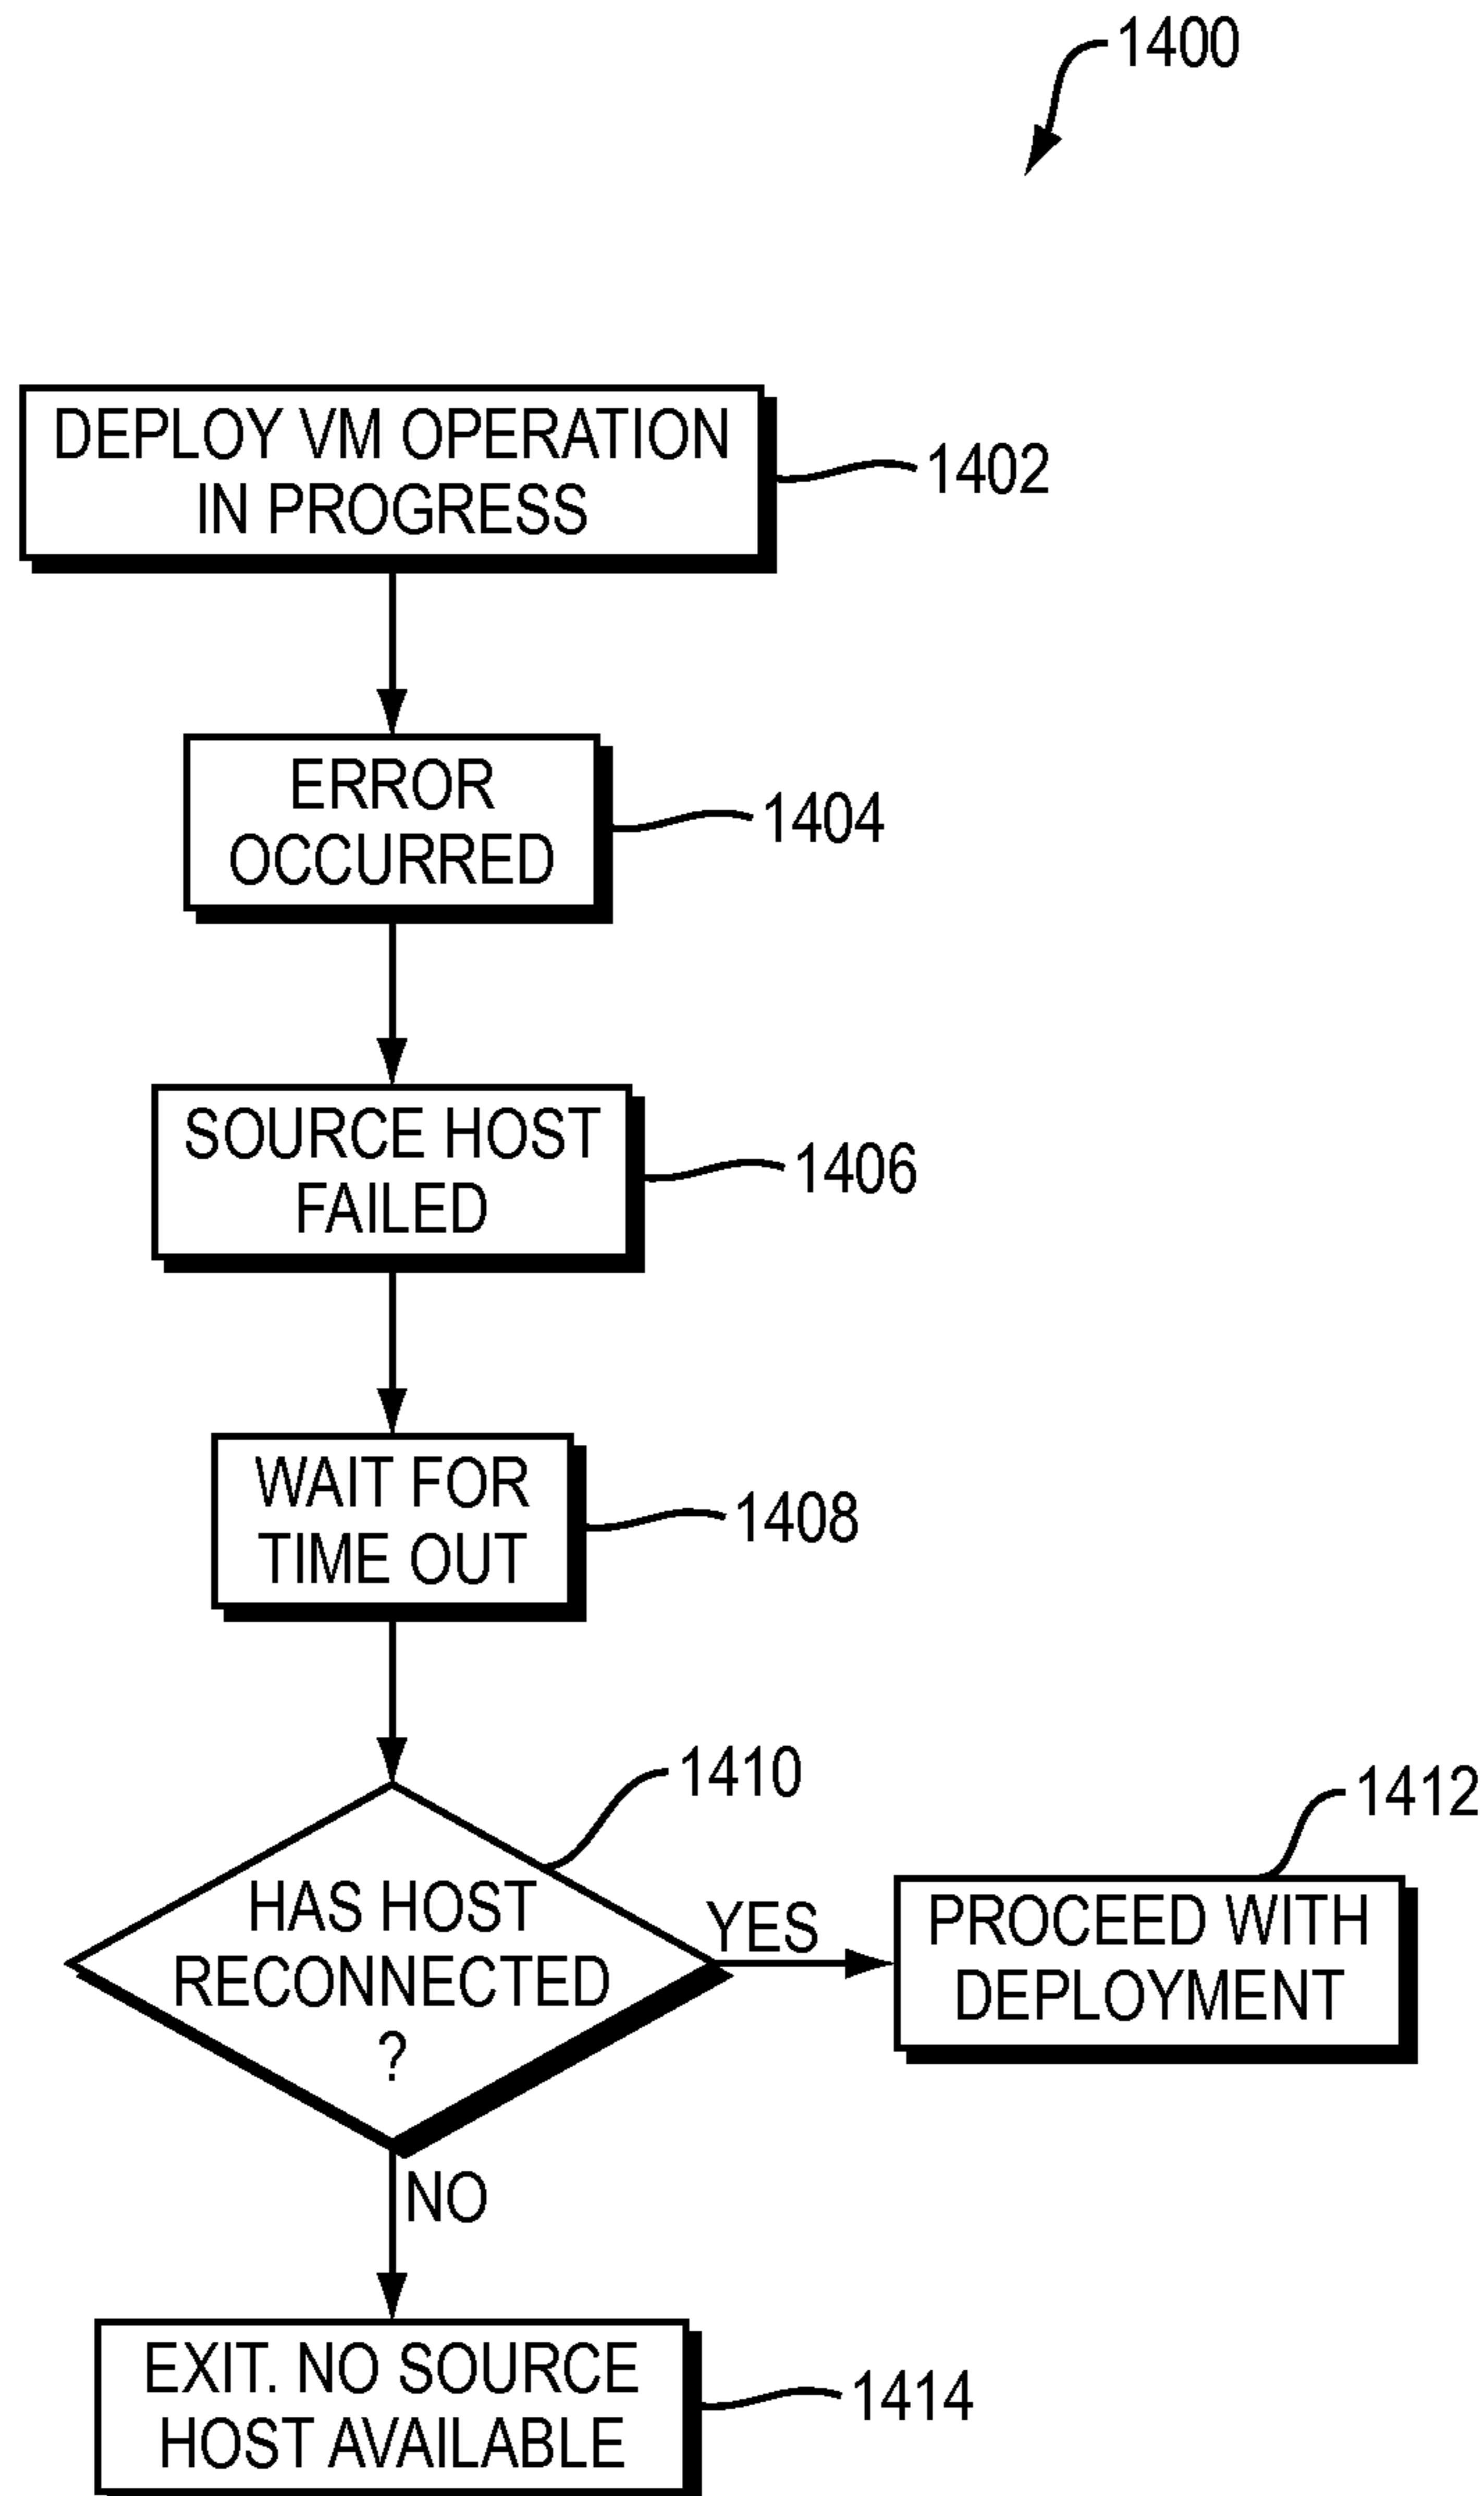 1400
DEPLOY VM OPERATION
IN PROGRESS
1402
ERROR
OCCURRED
1404
SOURCE HOST
FAILED
1406
WAIT FOR
TIME OUT
1408
1410
HAS HOST
RECONNECTED
?
YES
1412
PROCEED WITH
DEPLOYMENT
NO
EXIT. NO SOURCE
HOST AVAILABLE
1414